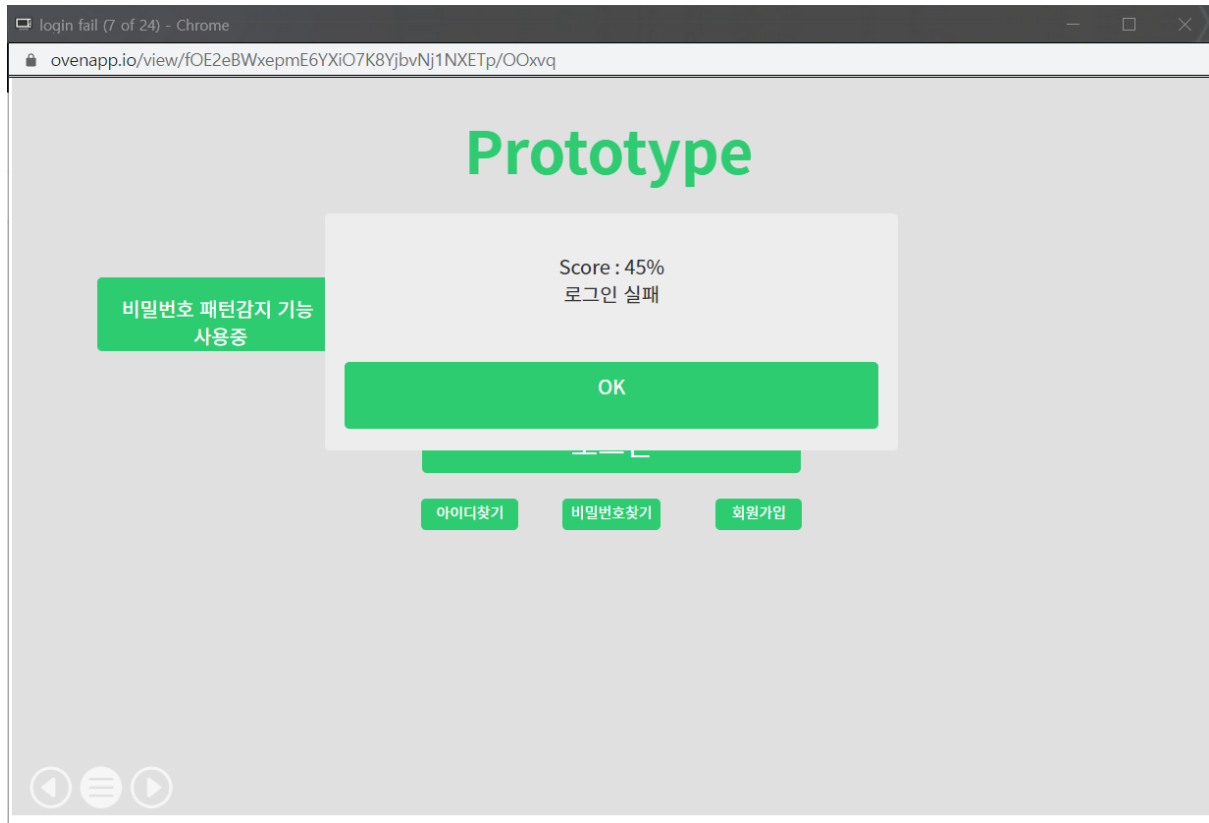 login fail (7 of 24) - Chrome
ovenapp.io/view/fOE2eBWxepmE6YXiO7K8YjbvNj1NXETp/OOxvq
Prototype
Score : 45%
로그인 실패
비밀번호 패턴감지 기능
사용중
OK
아이디찾기
비밀번호찾기
회원가입